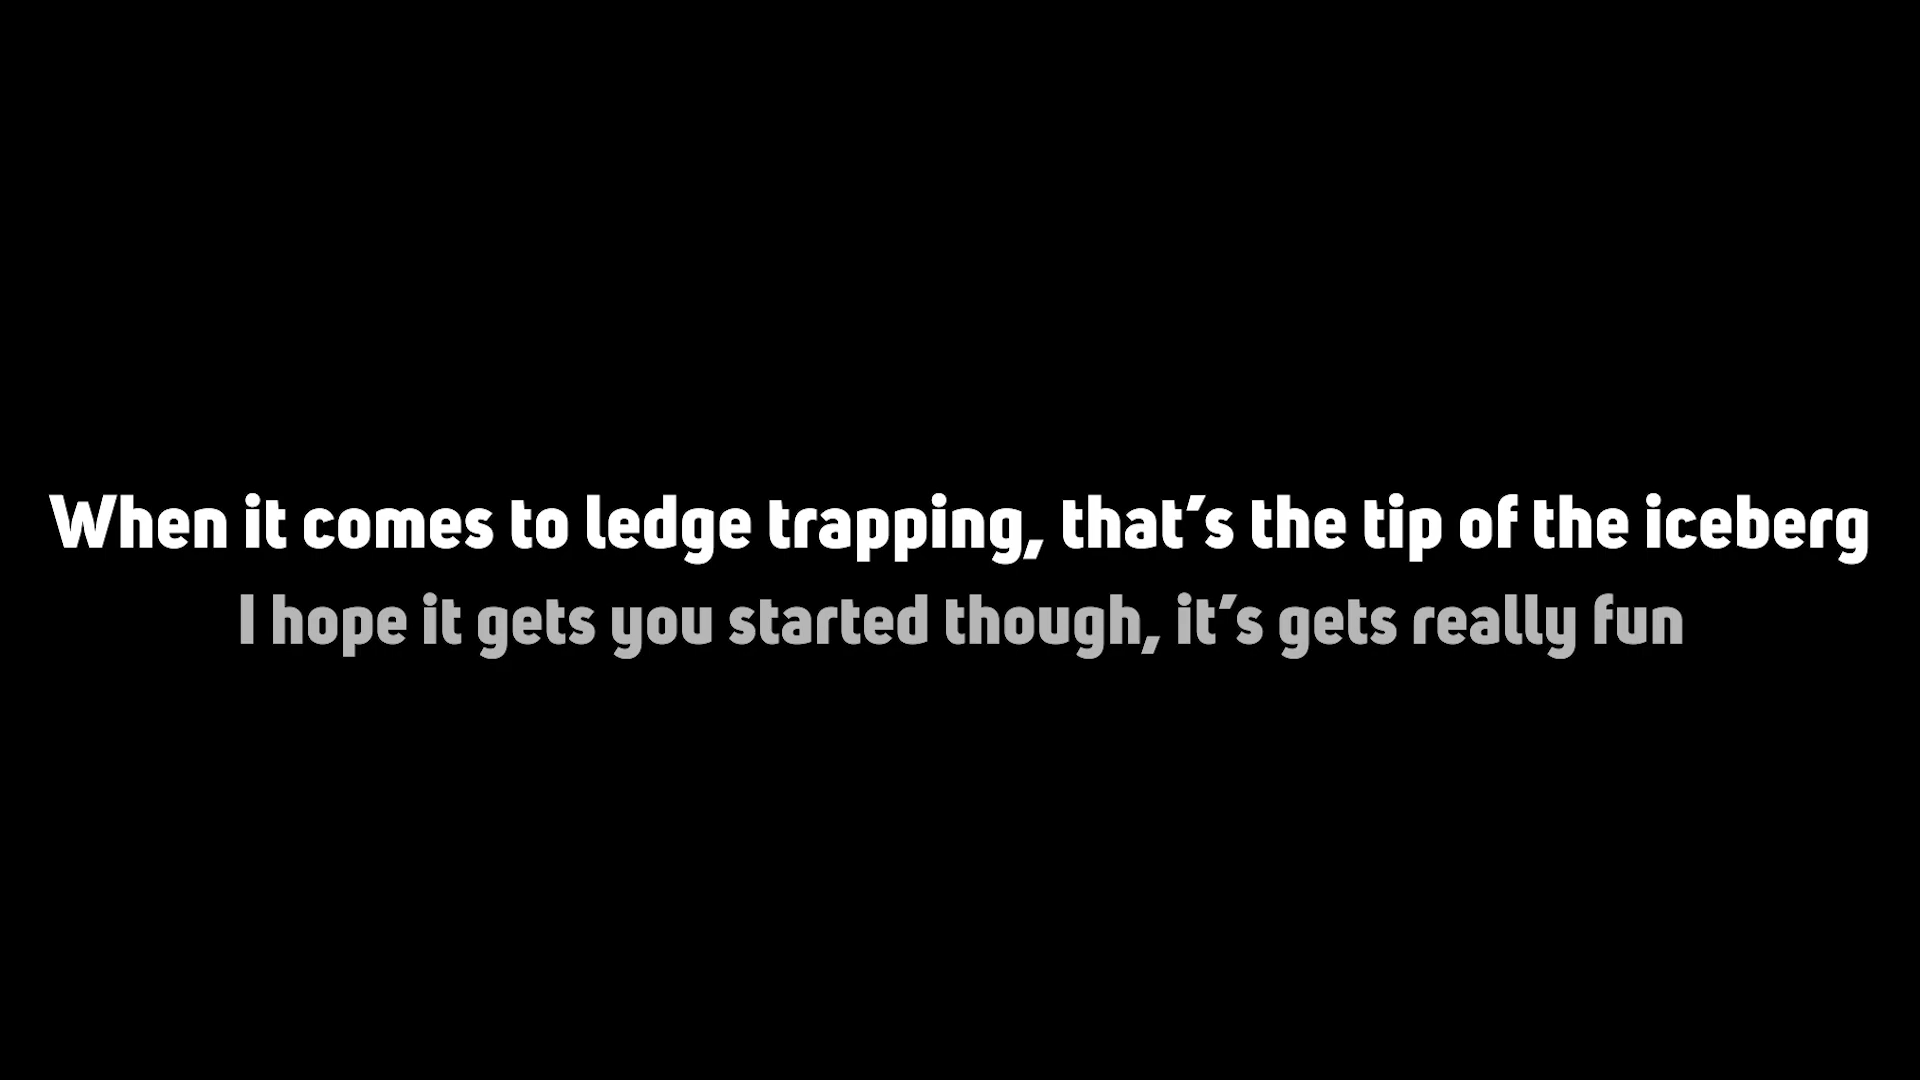 When it comes to ledge trapping, that’s the tip of the iceberg
I hope it gets you started though, it’s gets really fun